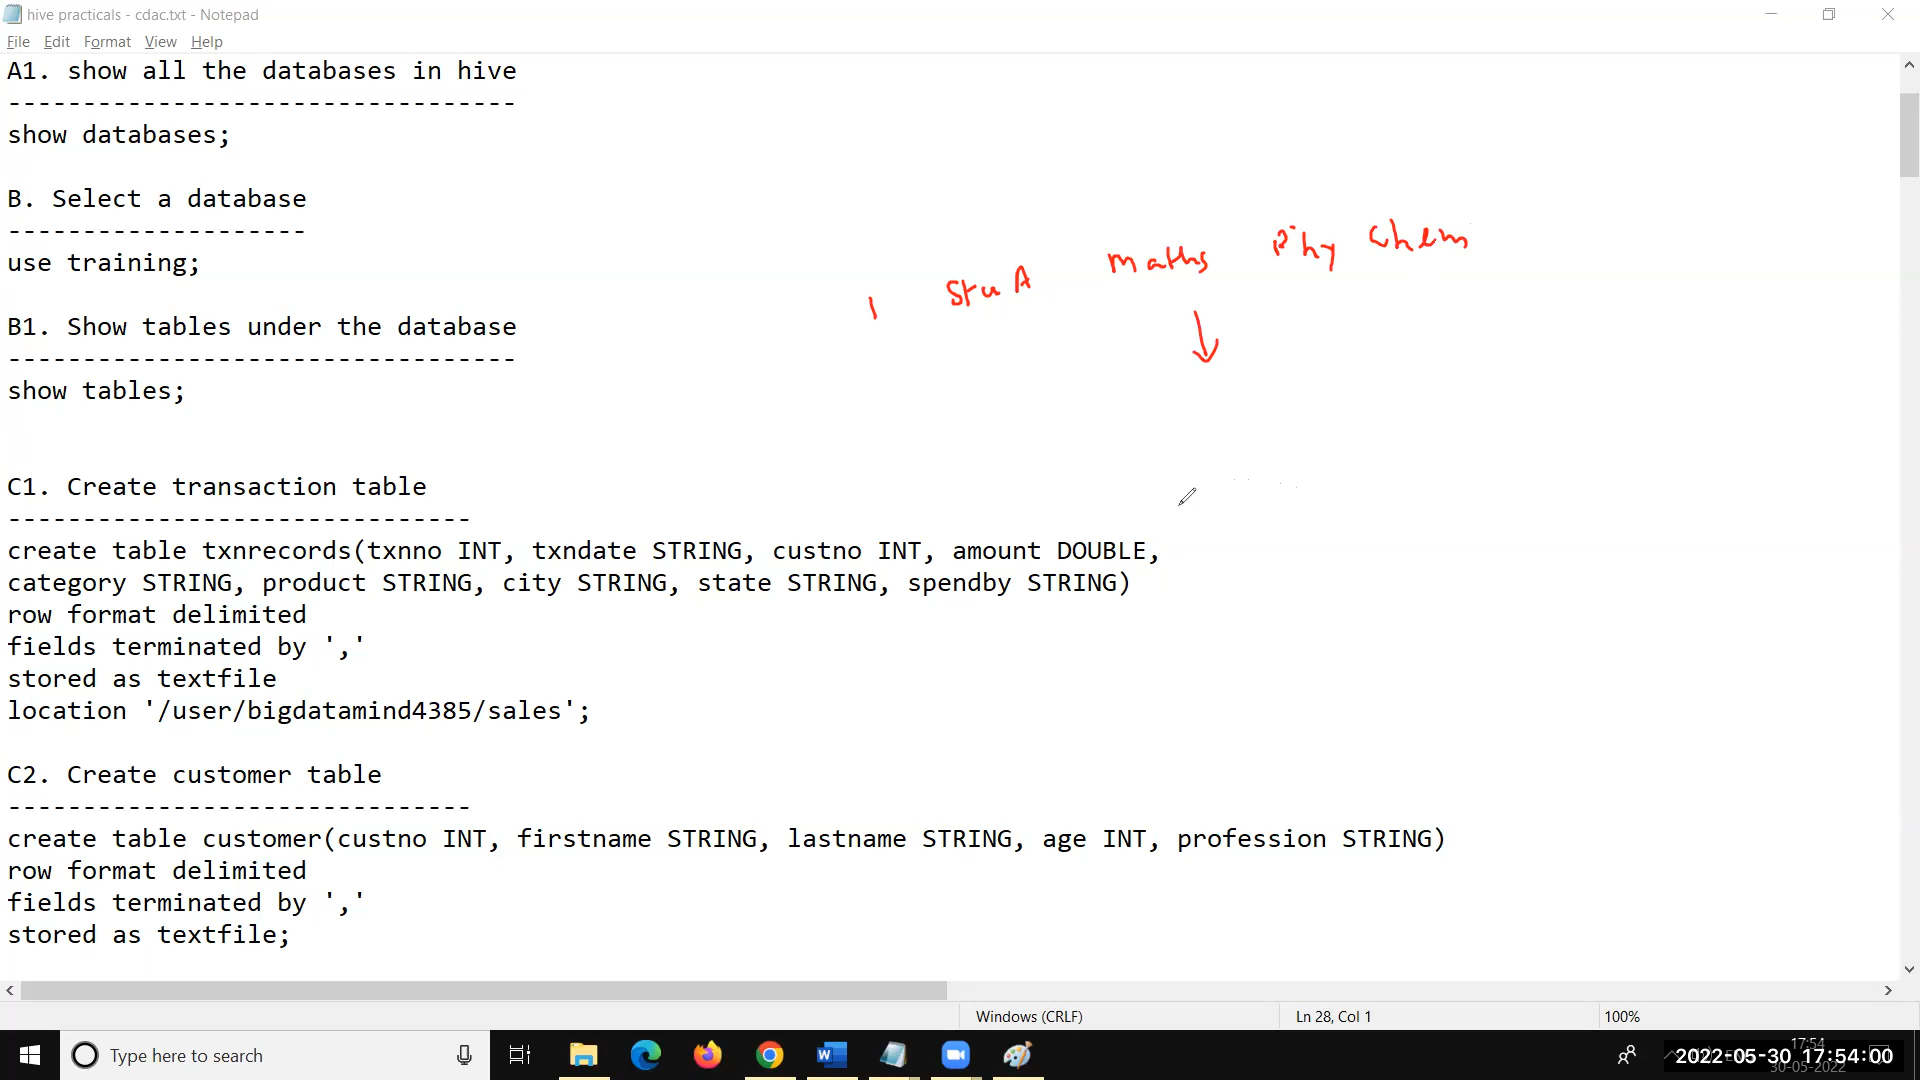 hive practicals - cdac.txt - Notepad
File Edit Format View Help
A1. show all the databases in hive
----------------------------------
show databases;
B. Select a database
--------------------
use training;
B1. Show tables under the database
----------------------------------
show tables;
1 Stu A Maths Phy Chem
C1. Create transaction table
-------------------------------
create table txnrecords(txnno INT, txndate STRING, custno INT, amount DOUBLE,
category STRING, product STRING, city STRING, state STRING, spendby STRING)
row format delimited
fields terminated by ','
stored as textfile
location '/user/bigdatamind4385/sales';
C2. Create customer table
-------------------------------
create table customer(custno INT, firstname STRING, lastname STRING, age INT, profession STRING)
row format delimited
fields terminated by ','
stored as textfile;
Windows (CRLF) Ln 28, Col 1 100%
Type here to search
17:54
2022-05-30 17:54:00
30-05-2022